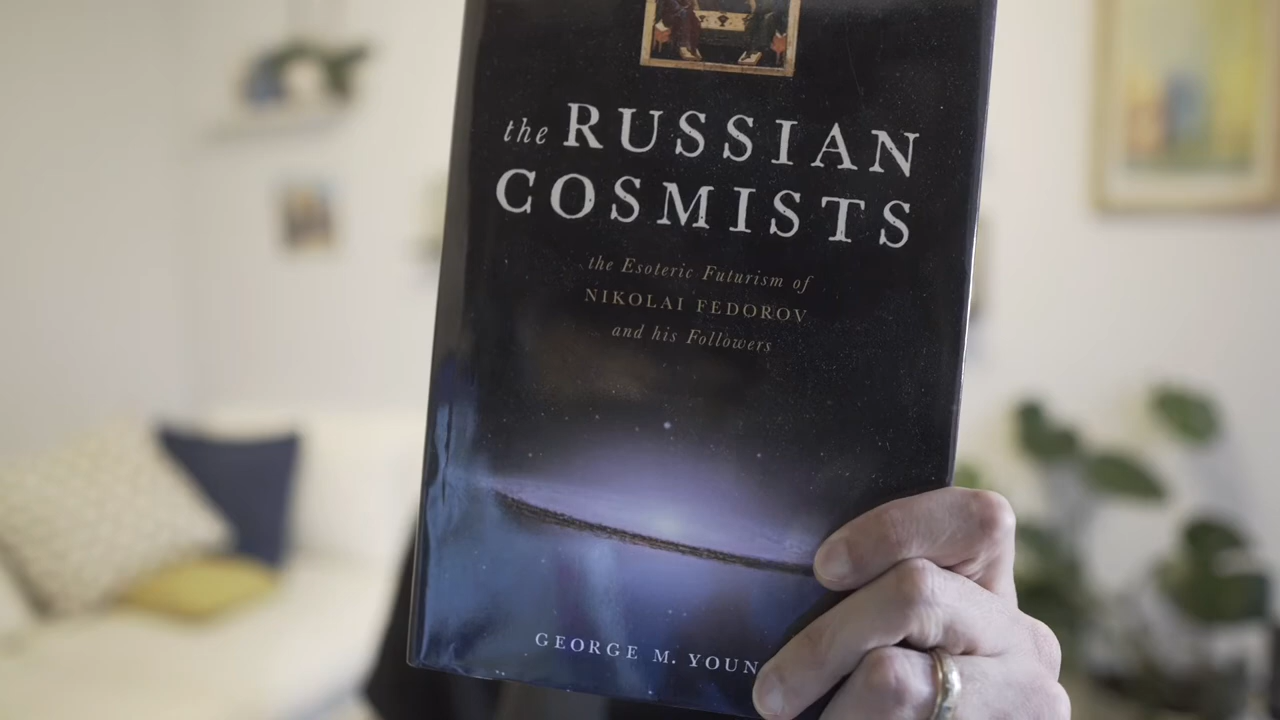 the RUSSIAN
COSMISTS
the Esoteric Futurism of
NIKOLAI FEDOROV
and his Followers
GEORGE M. YOUN